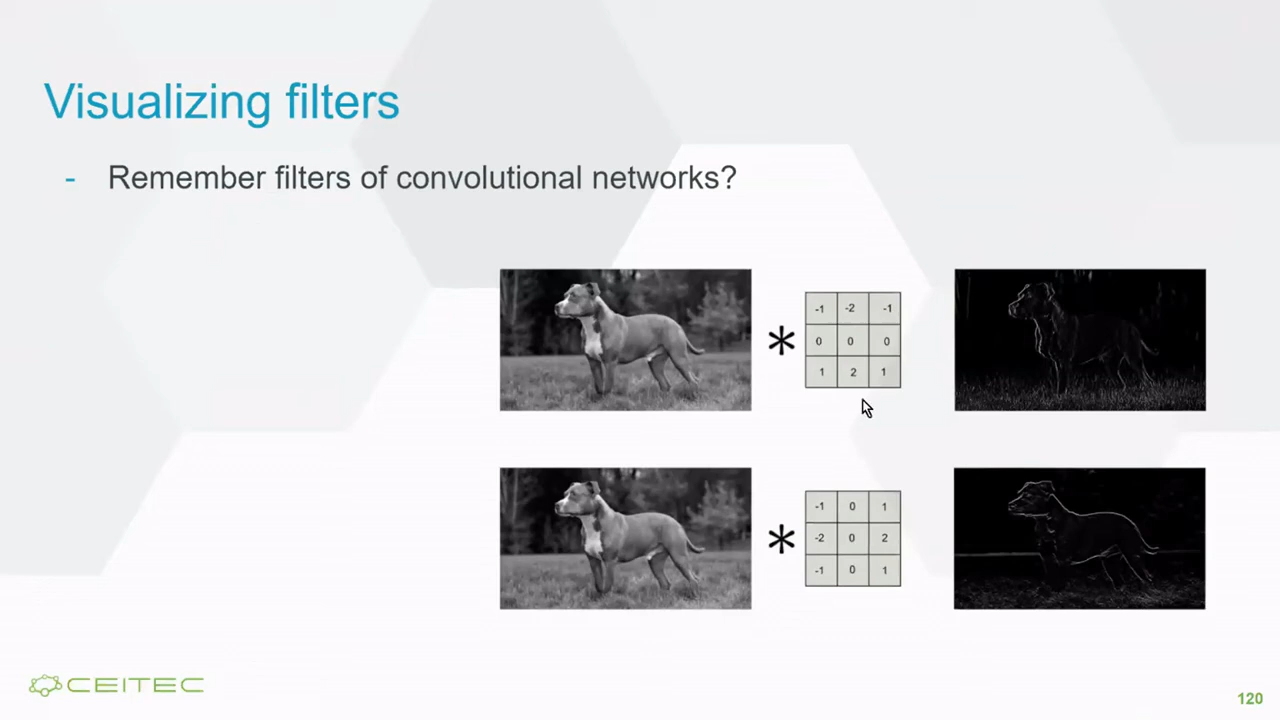 Visualizing filters
- Remember filters of convolutional networks?
* -1 -2 -1
0 0 0
1 2 1
* -1 0 1
-2 0 2
-1 0 1
CEITEC
120